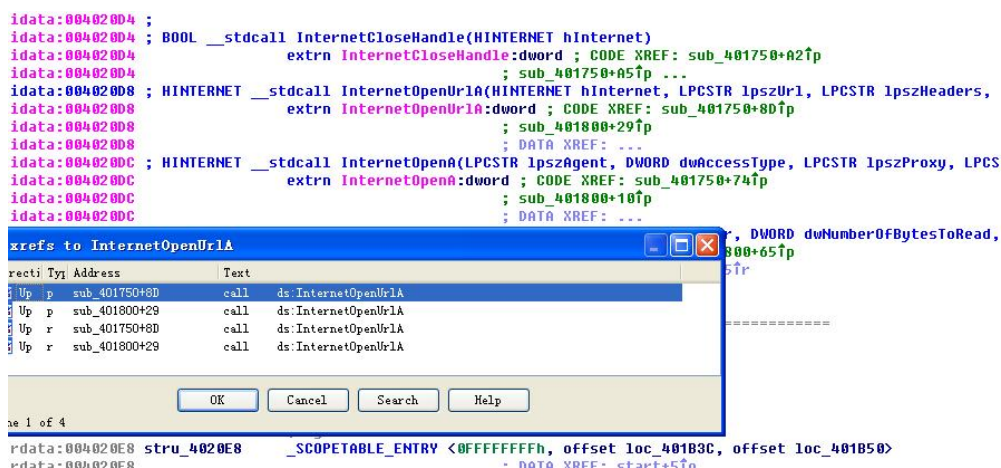 idata:004020D4 ;
idata:004020D4 ; BOOL __stdcall InternetCloseHandle(HINTERNET hInternet)
idata:004020D4 extrn InternetCloseHandle:dword ; CODE XREF: sub_401750+A2↑p
; sub_401750+A5↑p ...
idata:004020D8 ; HINTERNET __stdcall InternetOpenUrlA(HINTERNET hInternet, LPCSTR lpszUrl, LPCSTR lpszHeaders,
idata:004020D8 extrn InternetOpenUrlA:dword ; CODE XREF: sub_401750+8D↑p
idata:004020D8 ; sub_401800+29↑p
idata:004020D8 ; DATA XREF: ...
idata:004020DC ; HINTERNET __stdcall InternetOpenA(LPCSTR lpszAgent, DWORD dwAccessType, LPCSTR lpszProxy, LPCS
idata:004020DC extrn InternetOpenA:dword ; CODE XREF: sub_401750+74↑p
idata:004020DC ; sub_401800+10↑p
idata:004020DC ; DATA XREF: ...
r, DWORD dwNumberOfBytesToRead,
xrefs to InternetOpenUrlA
800+65↑p
recti Typ Address Text
5↑r
Up p sub_401750+8D call ds:InternetOpenUrlA
Up p sub_401800+29 call ds:InternetOpenUrlA
Up r sub_401750+8D call ds:InternetOpenUrlA
============
Up r sub_401800+29 call ds:InternetOpenUrlA
OK Cancel Search Help
ne 1 of 4
rdata:004020E8 stru_4020E8 _SCOPETABLE_ENTRY <0FFFFFFFFh, offset loc_401B3C, offset loc_401B50>
rdata:004020E8 ; DATA XREF: start+5↑o